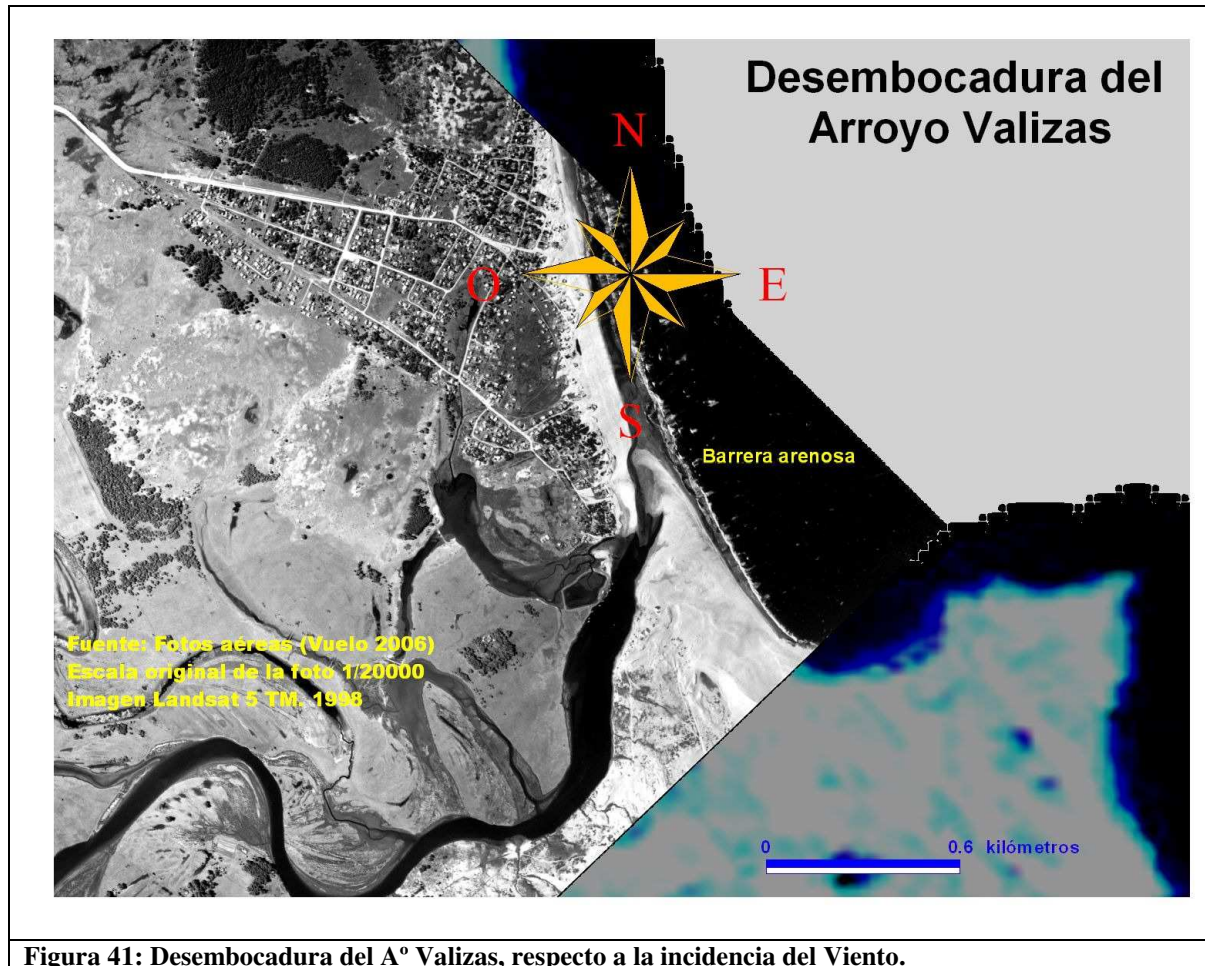 Desembocadura del
Arroyo Valizas
N
O
E
S
Barrera arenosa
Fuente: Fotos aéreas (Vuelo 2006)
Escala original de la foto 1/20000
Imagen Landsat 5 TM. 1998
0 0.6 kilómetros
Figura 41: Desembocadura del Aº Valizas, respecto a la incidencia del Viento.